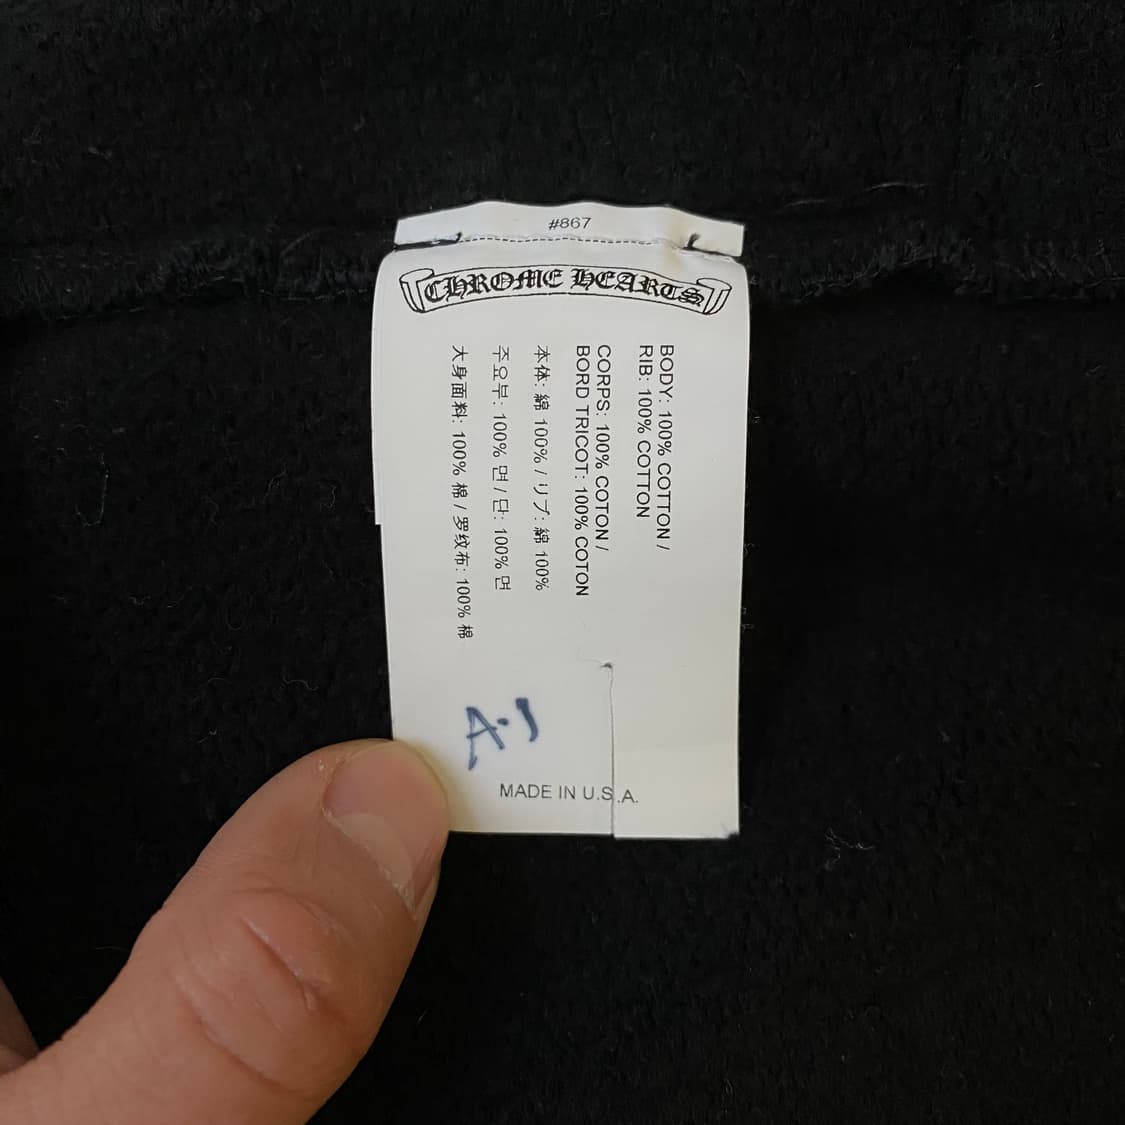 #867
CHROME HEARTS
BODY: 100% COTTON /
RIB: 100% COTTON
CORPS: 100% COTON /
BORD TRICOT: 100% COTON
本体: 綿 100% / リブ: 綿 100%
주요부: 100% 면 / 단: 100% 면
大身面料: 100% 棉 / 罗纹布: 100% 棉
A·J
MADE IN U.S.A.